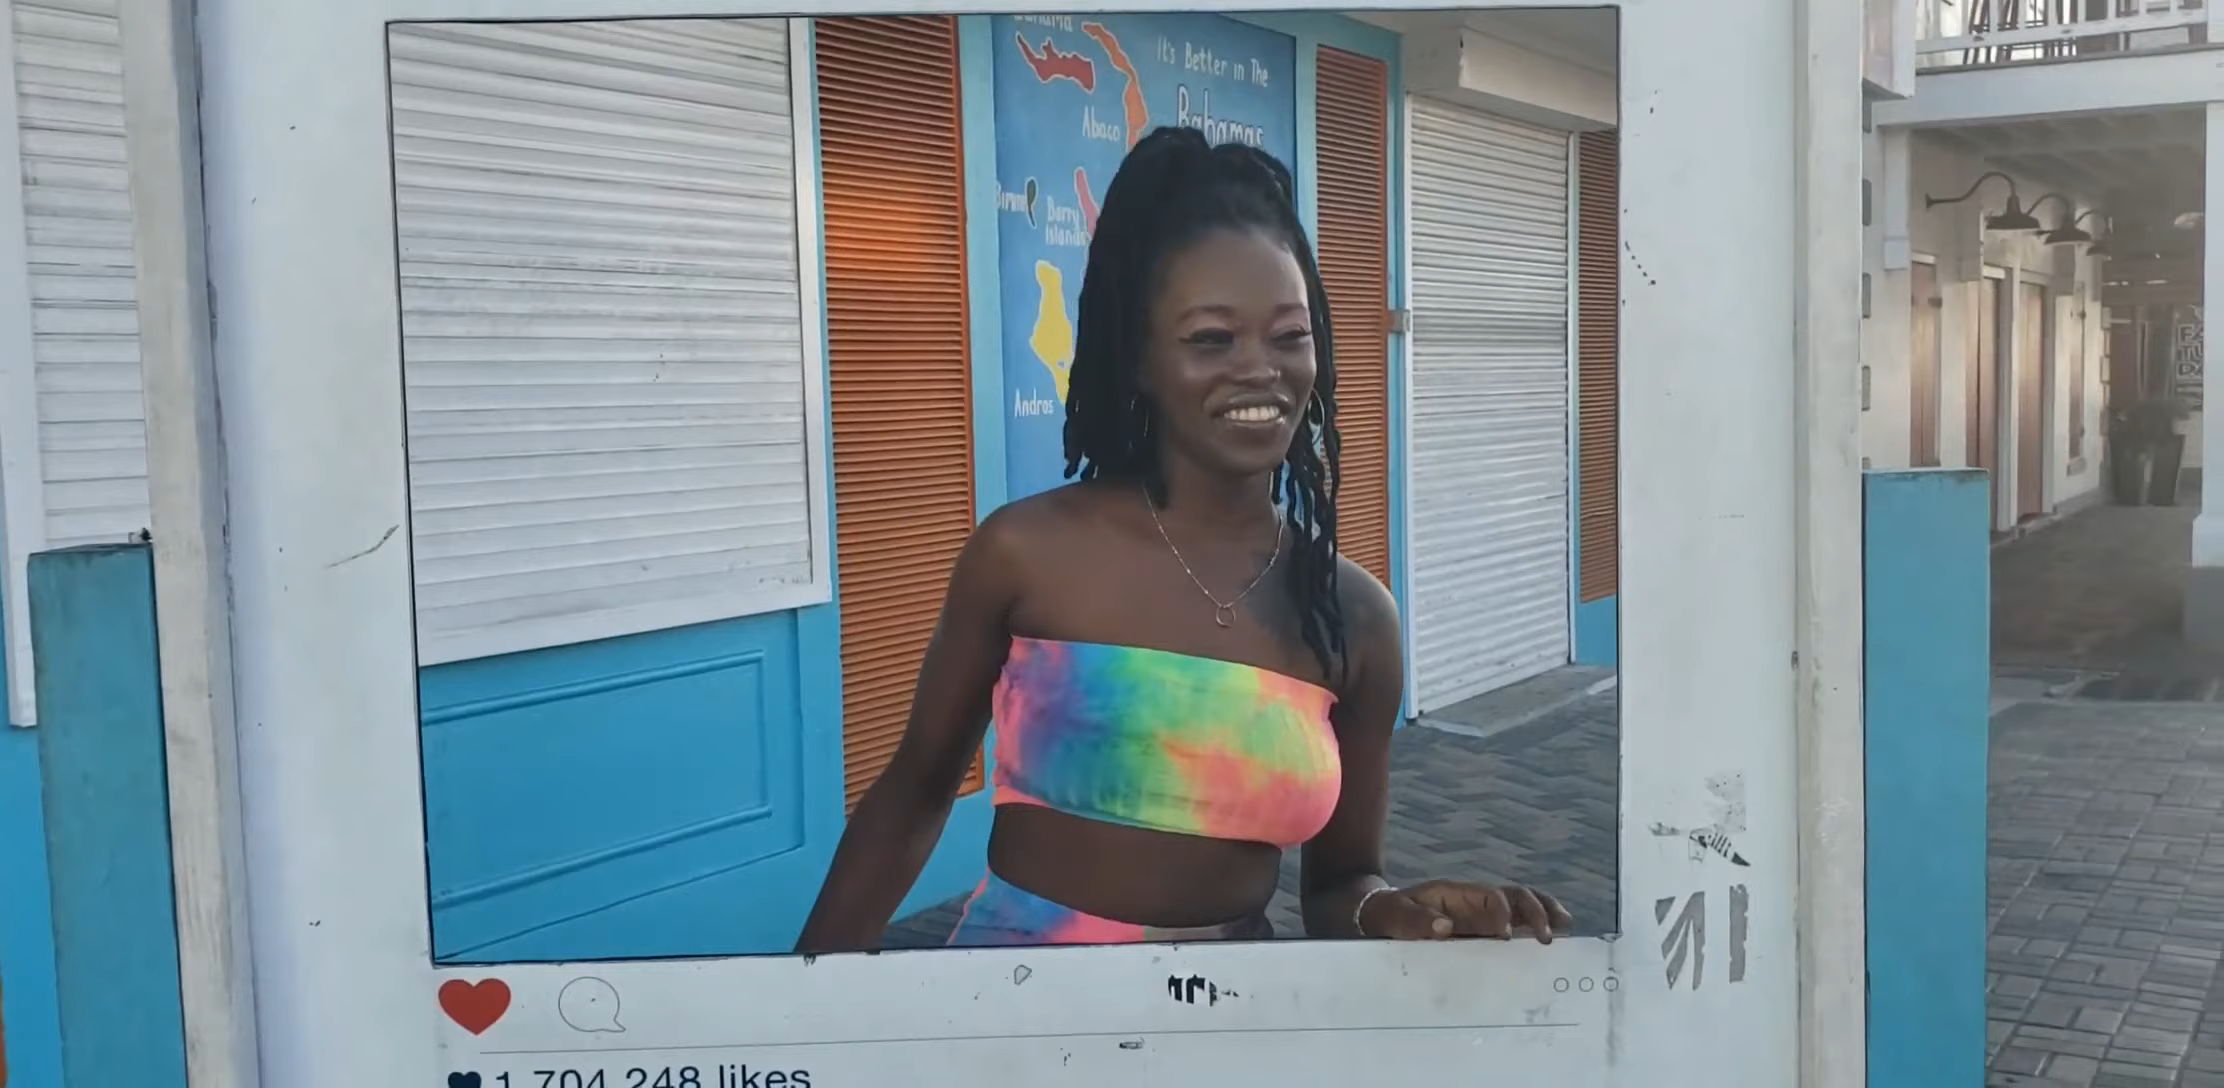 It's Better in The
Bahamas
Abaco
Berry
Islands
Andros
1,704,248 likes